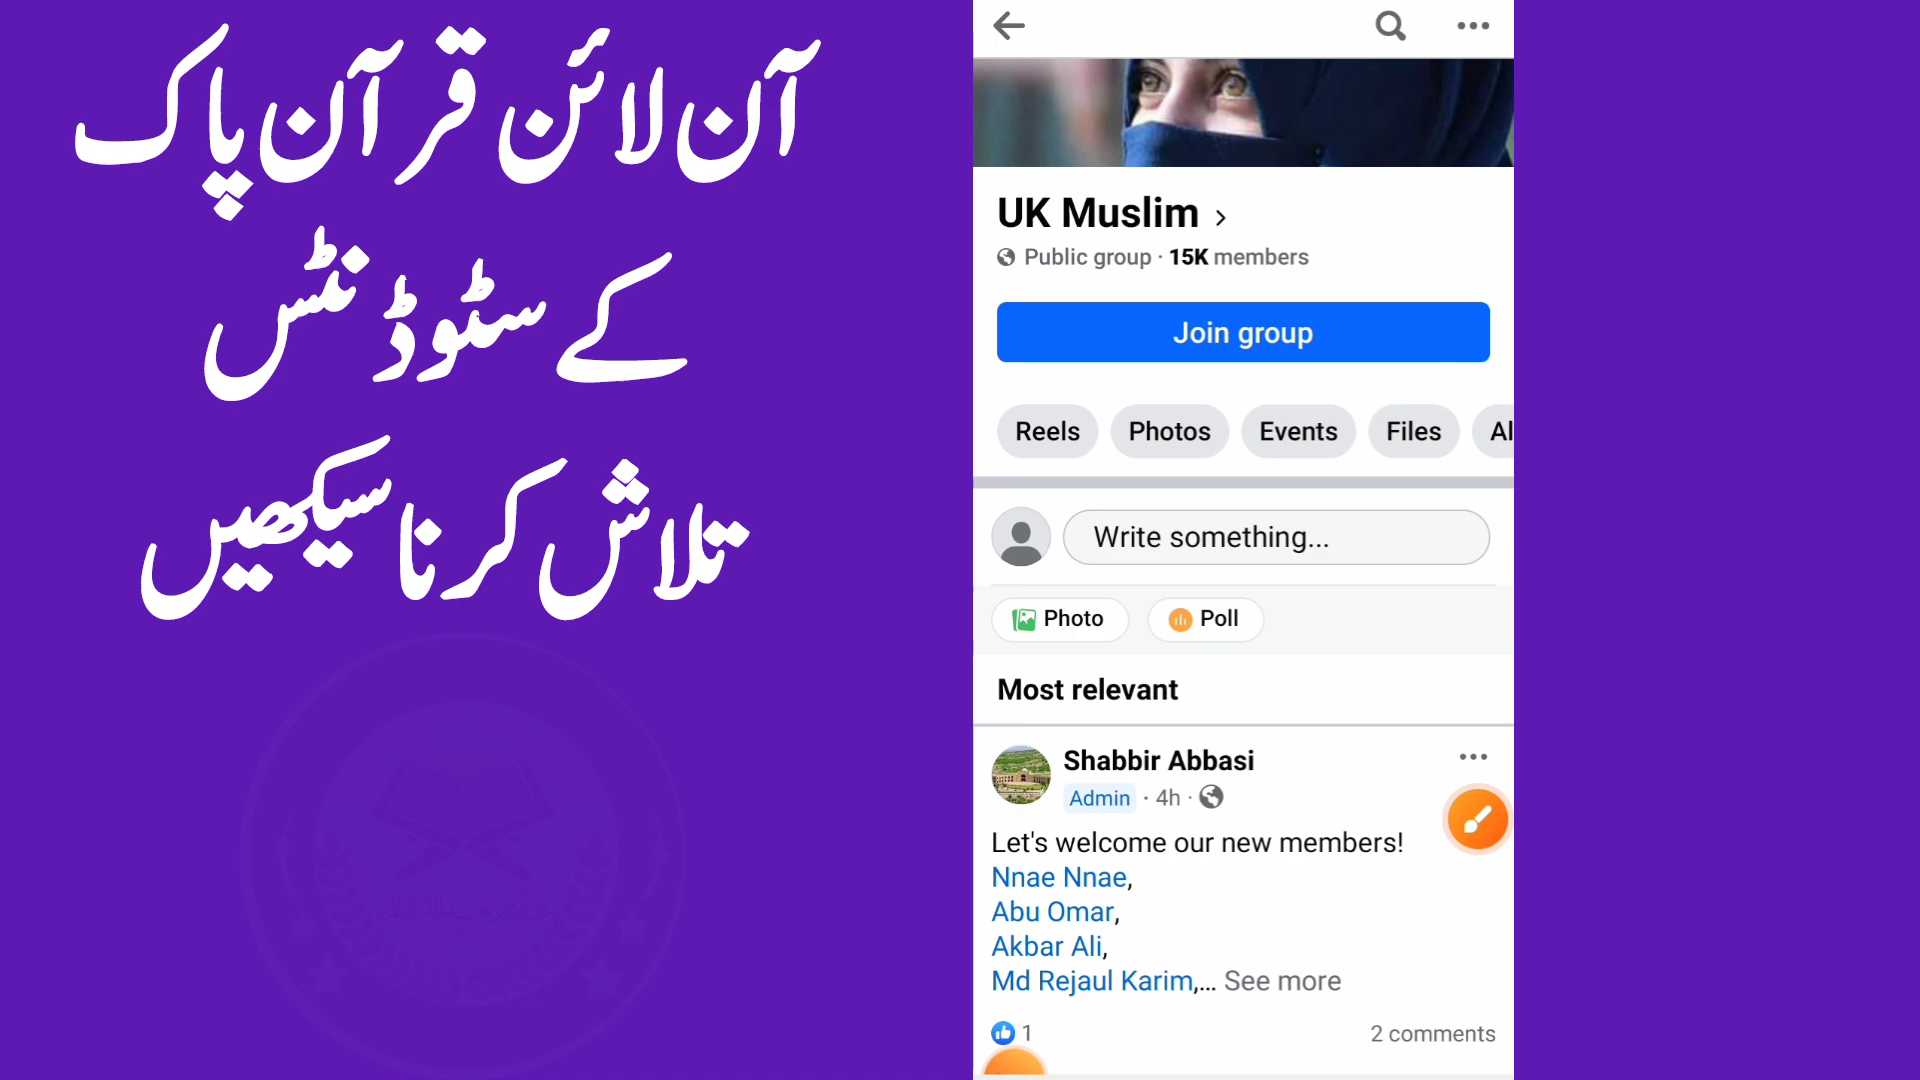 آن لائن قرآن پاک
کے سٹوڈنٹس
تلاش کرنا سیکھیں
UK Muslim
Public group · 15K members
Join group
Reels
Photos
Events
Files
Al
Write something...
Photo
Poll
Most relevant
Shabbir Abbasi
Admin · 4h ·
Let's welcome our new members!
Nnae Nnae,
Abu Omar,
Akbar Ali,
Md Rejaul Karim,... See more
1
2 comments